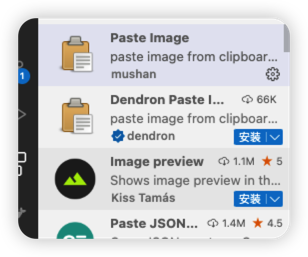 Paste Image
paste image from clipboar...
mushan
1
Dendron Paste I... 66K
paste image from clipboar...
dendron 安装
Image preview 1.1M ★ 5
Shows image preview in th...
Kiss Tamás 安装
Paste JSON... 1.4M ★ 4.5